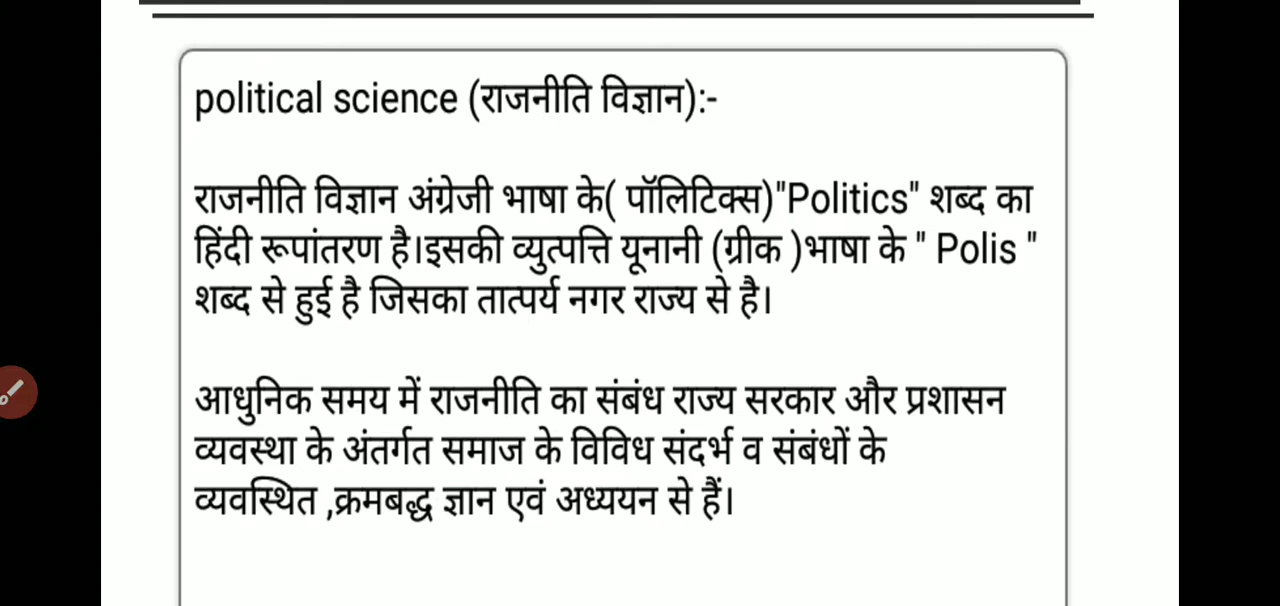 political science (राजनीति विज्ञान):-
राजनीति विज्ञान अंग्रेजी भाषा के( पॉलिटिक्स)"Politics" शब्द का
हिंदी रूपांतरण है।इसकी व्युत्पत्ति यूनानी (ग्रीक )भाषा के " Polis "
शब्द से हुई है जिसका तात्पर्य नगर राज्य से है।
आधुनिक समय में राजनीति का संबंध राज्य सरकार और प्रशासन
व्यवस्था के अंतर्गत समाज के विविध संदर्भ व संबंधों के
व्यवस्थित ,क्रमबद्ध ज्ञान एवं अध्ययन से हैं।